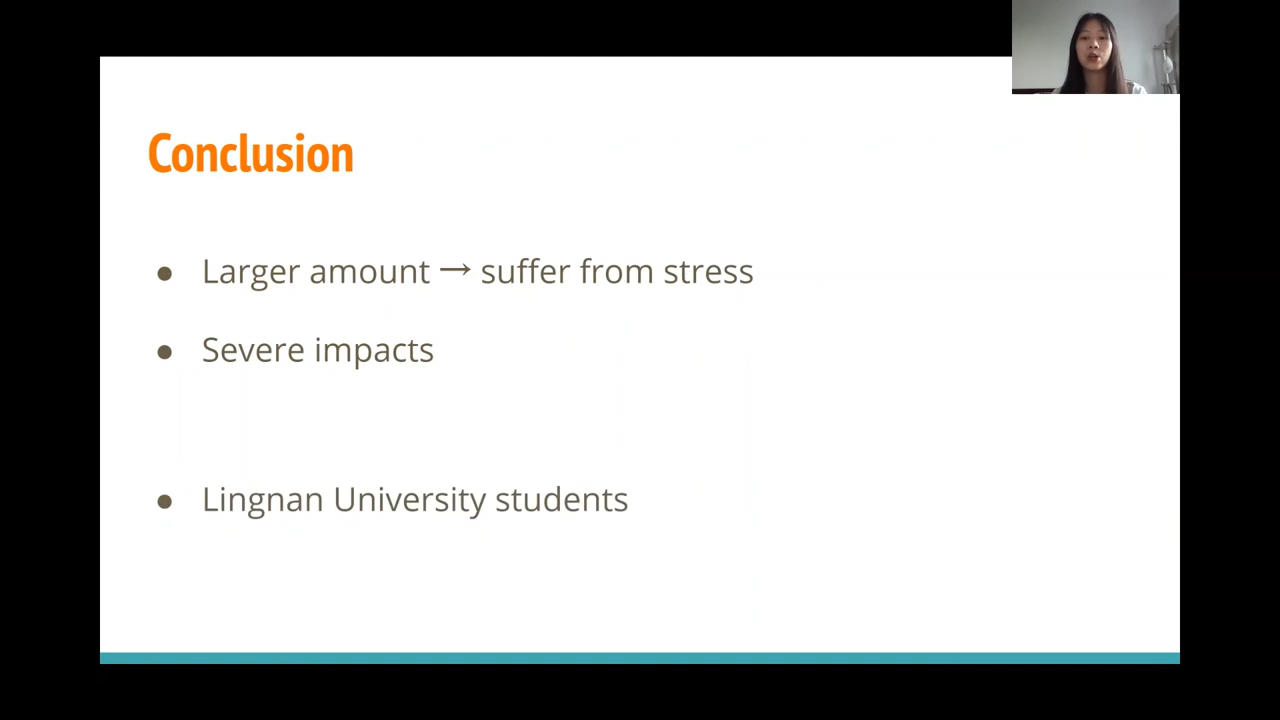 Conclusion
● Larger amount → suffer from stress
● Severe impacts
● Lingnan University students